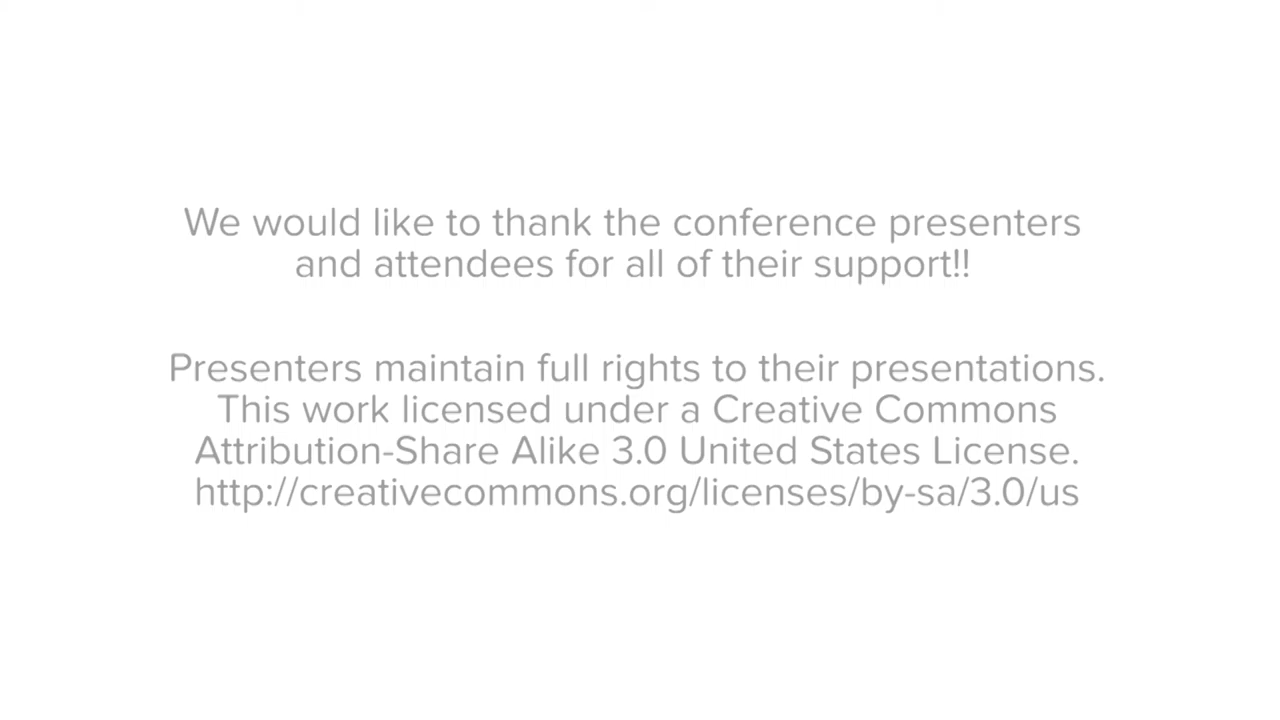 We would like to thank the conference presenters
and attendees for all of their support!!
Presenters maintain full rights to their presentations.
This work licensed under a Creative Commons
Attribution-Share Alike 3.0 United States License.
http://creativecommons.org/licenses/by-sa/3.0/us